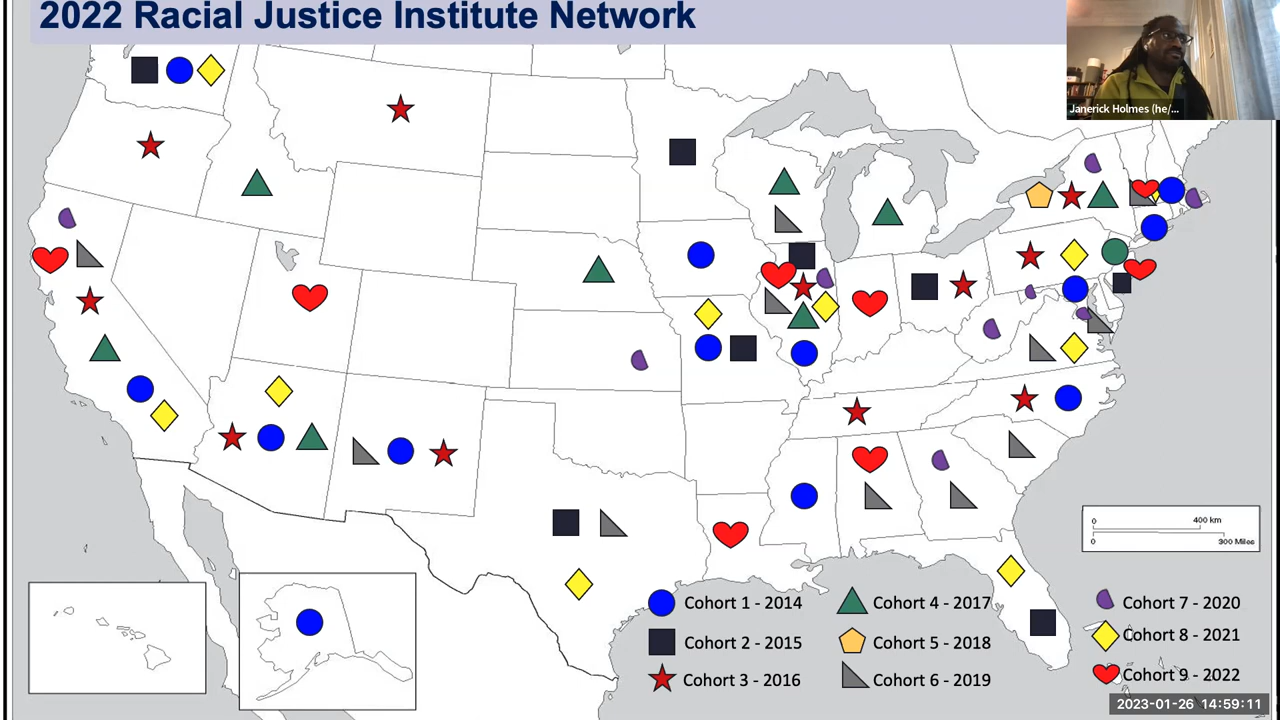 2022 Racial Justice Institute Network
Janerick Holmes (he/...
0 400 km
0 300 Miles
Cohort 1 - 2014
Cohort 2 - 2015
Cohort 3 - 2016
Cohort 4 - 2017
Cohort 5 - 2018
Cohort 6 - 2019
Cohort 7 - 2020
Cohort 8 - 2021
Cohort 9 - 2022
2023-01-26 14:59:11